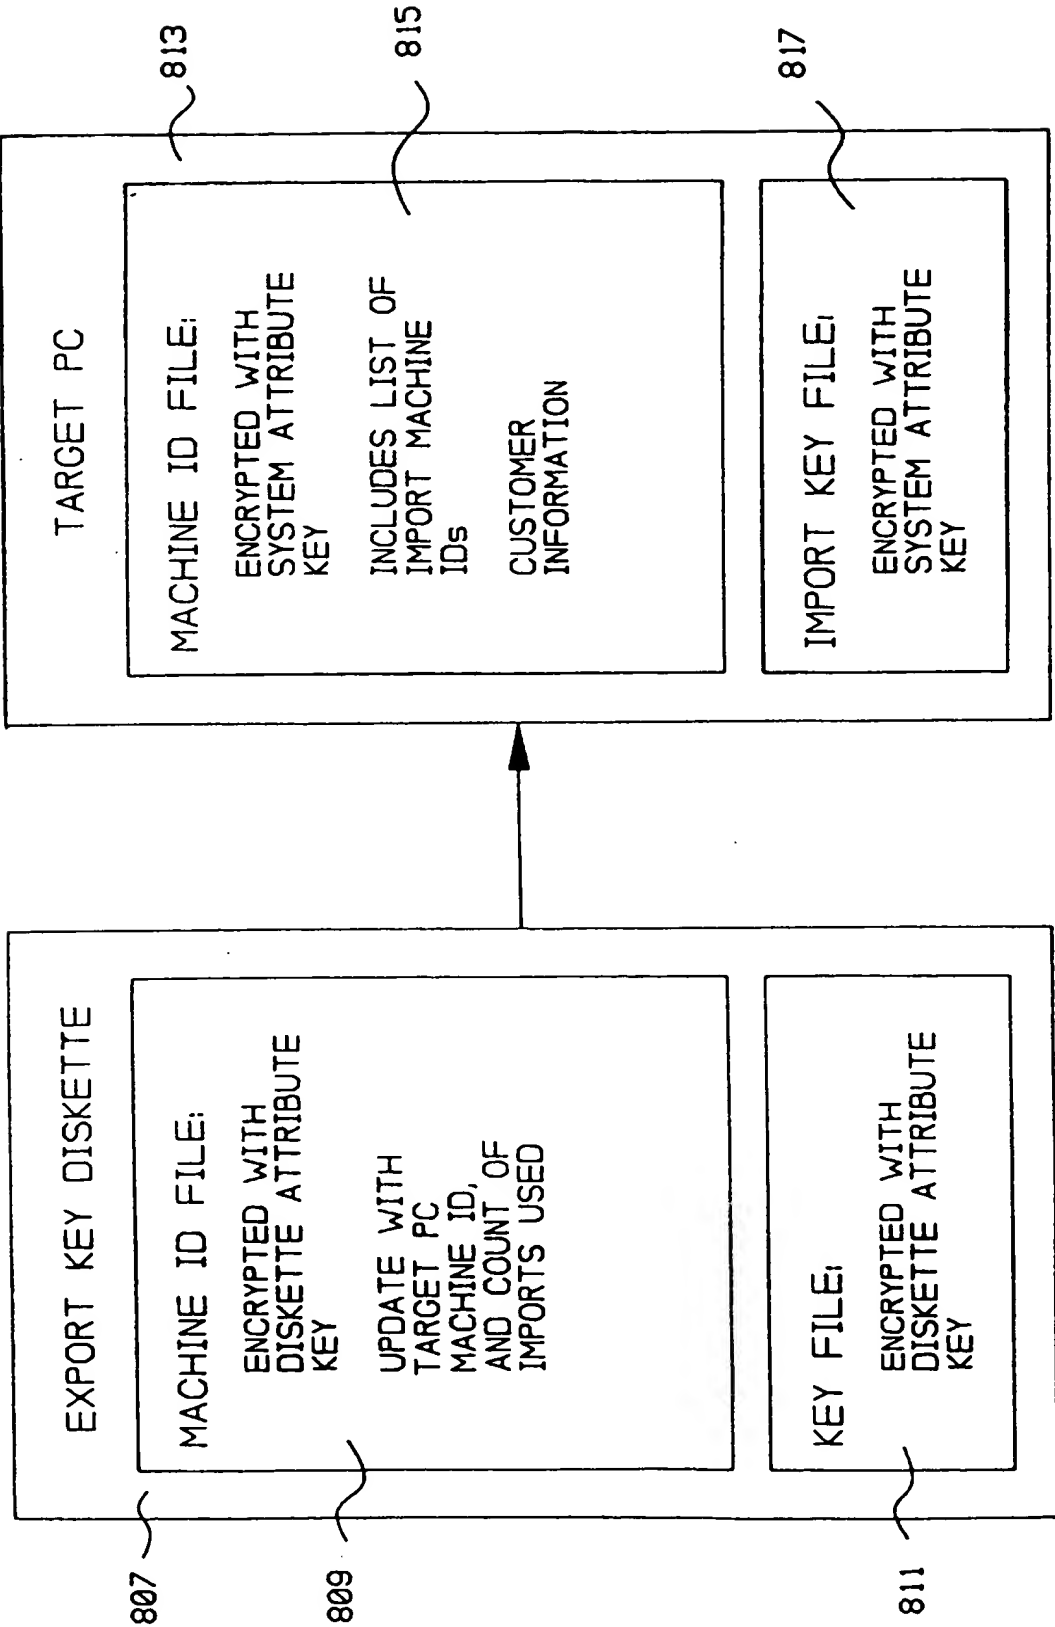 EXPORT KEY DISKETTE
807
MACHINE ID FILE:
ENCRYPTED WITH
DISKETTE ATTRIBUTE
KEY
UPDATE WITH
TARGET PC
MACHINE ID,
AND COUNT OF
IMPORTS USED
809
KEY FILE:
ENCRYPTED WITH
DISKETTE ATTRIBUTE
KEY
811
TARGET PC
813
MACHINE ID FILE:
ENCRYPTED WITH
SYSTEM ATTRIBUTE
KEY
INCLUDES LIST OF
IMPORT MACHINE
IDs
CUSTOMER
INFORMATION
815
IMPORT KEY FILE:
ENCRYPTED WITH
SYSTEM ATTRIBUTE
KEY
817